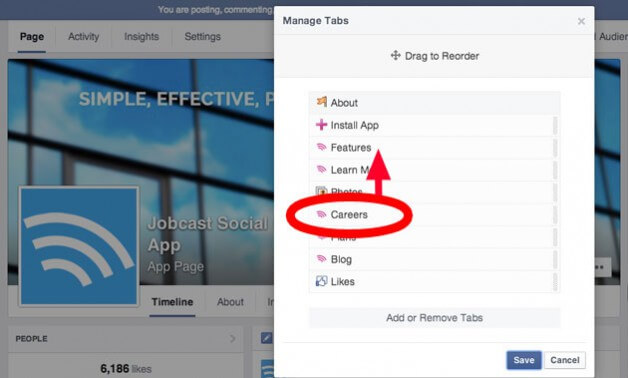 You are posting, commenting,
Page Activity Insights Settings
d Audien
Manage Tabs ×
Drag to Reorder
SIMPLE, EFFECTIVE, P
About
Install App
Features
Learn M
Photos
Careers
Plans
Blog
Likes
Jobcast Social
App
App Page
Timeline About In
Add or Remove Tabs
PEOPLE
6,186 likes
Save Cancel